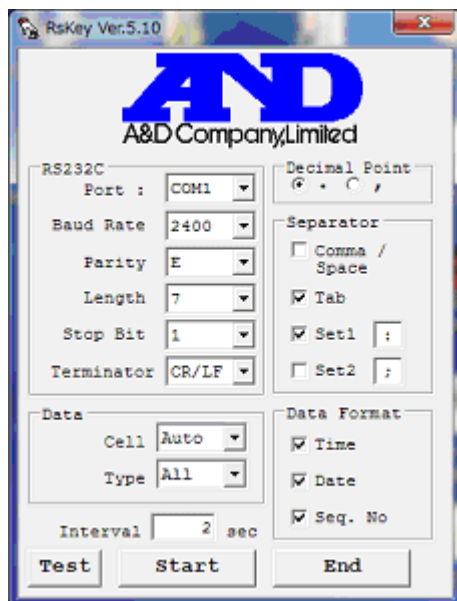 RsKey Ver.5.10
A&D Company,Limited
RS232C
Port : COM1
Baud Rate 2400
Parity E
Length 7
Stop Bit 1
Terminator CR/LF
Decimal Point
. ,
Separator
Comma / Space
Tab
Set1 :
Set2 ;
Data
Cell Auto
Type All
Data Format
Time
Date
Seq. No
Interval 2 sec
Test Start End